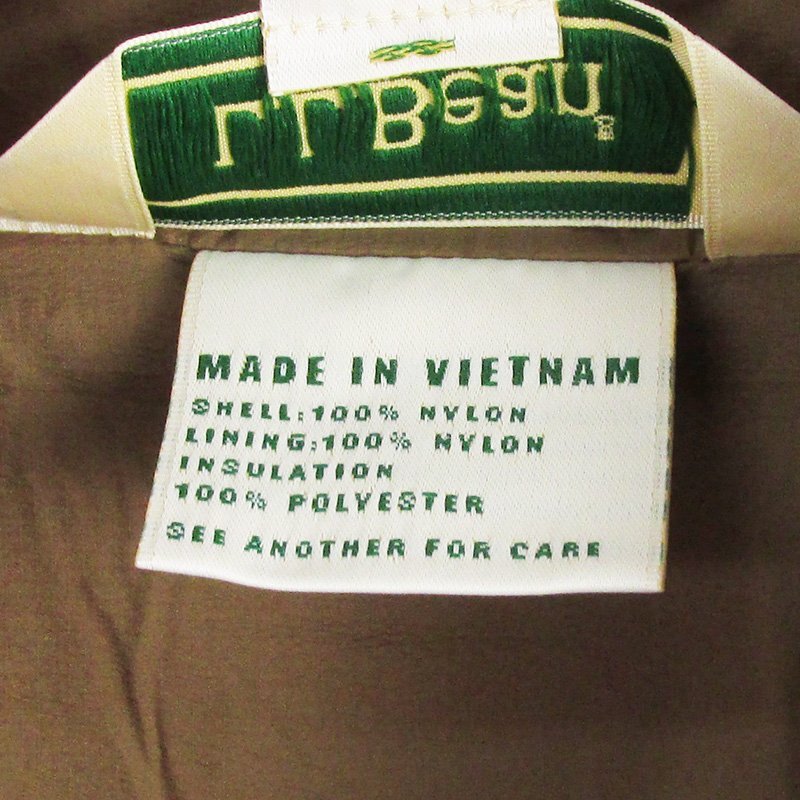 L.L.Bean®
MADE IN VIETNAM
SHELL:100% NYLON
LINING:100% NYLON
INSULATION
100% POLYESTER
SEE ANOTHER FOR CARE